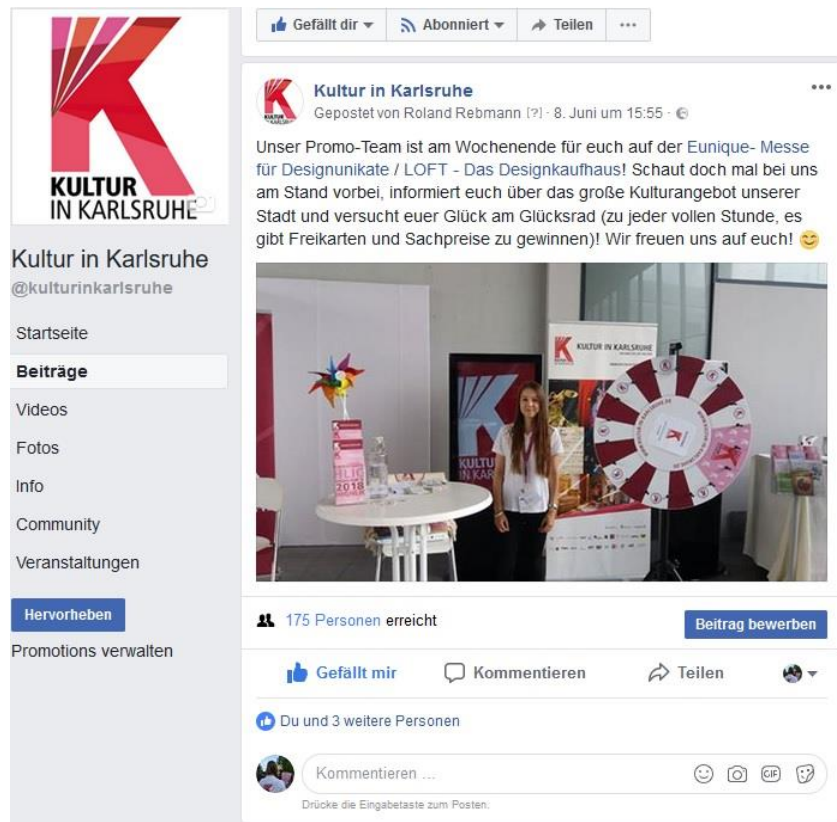 KULTUR
IN KARLSRUHE
Kultur in Karlsruhe
@kulturinkarlsruhe
Startseite
Beiträge
Videos
Fotos
Info
Community
Veranstaltungen
Hervorheben
Promotions verwalten
Gefällt dir
Abonniert
Teilen
Kultur in Karlsruhe
Gepostet von Roland Rebmann [?] · 8. Juni um 15:55 ·
Unser Promo-Team ist am Wochenende für euch auf der Eunique- Messe
für Designunikate / LOFT - Das Designkaufhaus! Schaut doch mal bei uns
am Stand vorbei, informiert euch über das große Kulturangebot unserer
Stadt und versucht euer Glück am Glücksrad (zu jeder vollen Stunde, es
gibt Freikarten und Sachpreise zu gewinnen)! Wir freuen uns auf euch!
KULTUR IN KARLSRUHE
KULTUR
IN KAR
2018
175 Personen erreicht
Beitrag bewerben
Gefällt mir
Kommentieren
Teilen
Du und 3 weitere Personen
Kommentieren ...
GIF
Drücke die Eingabetaste zum Posten.